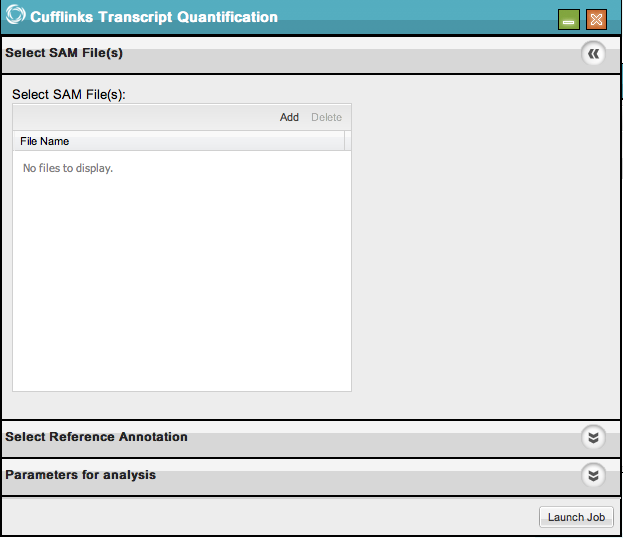 Cufflinks Transcript Quantification
Select SAM File(s)
Select SAM File(s):
Add Delete
File Name
No files to display.
Select Reference Annotation
Parameters for analysis
Launch Job